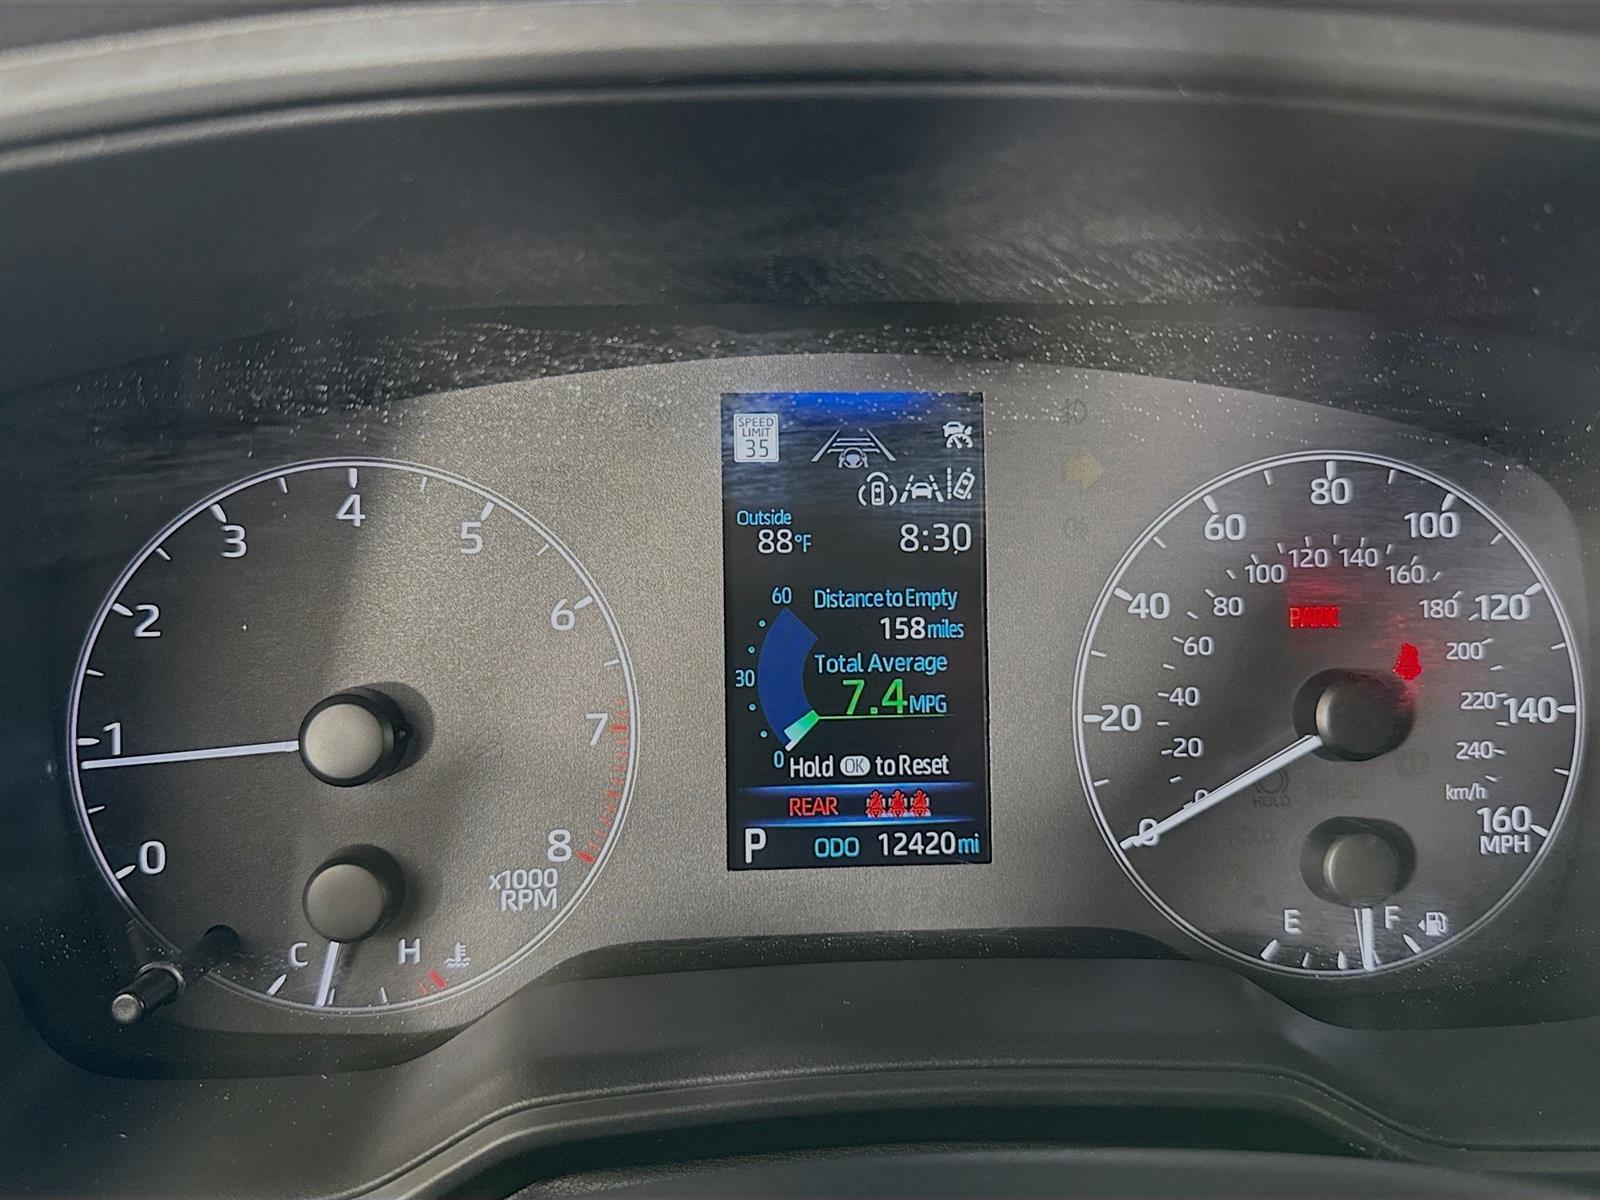 0
1
2
3
4
5
6
7
8
x1000
RPM
C
H
SPEED
LIMIT
35
Outside
88°F
8:30
60
30
0
Distance to Empty
158 miles
Total Average
7.4 MPG
Hold OK to Reset
REAR
P ODO 12420 mi
0
20
40
60
80
100
120
140
160
MPH
0
20
40
60
80
100
120
140
160
180
200
220
240
km/h
PARK
HOLD
E
F